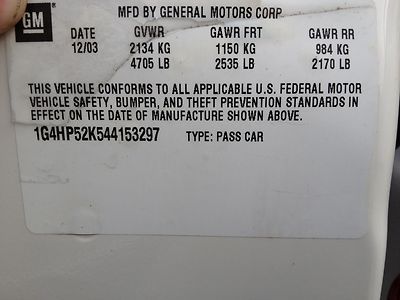 GM
MFD BY GENERAL MOTORS CORP
DATE GVWR GAWR FRT GAWR RR
12/03 2134 KG 1150 KG 984 KG
4705 LB 2535 LB 2170 LB
THIS VEHICLE CONFORMS TO ALL APPLICABLE U.S. FEDERAL MOTOR
VEHICLE SAFETY, BUMPER, AND THEFT PREVENTION STANDARDS IN
EFFECT ON THE DATE OF MANUFACTURE SHOWN ABOVE.
1G4HP52K544153297 TYPE: PASS CAR